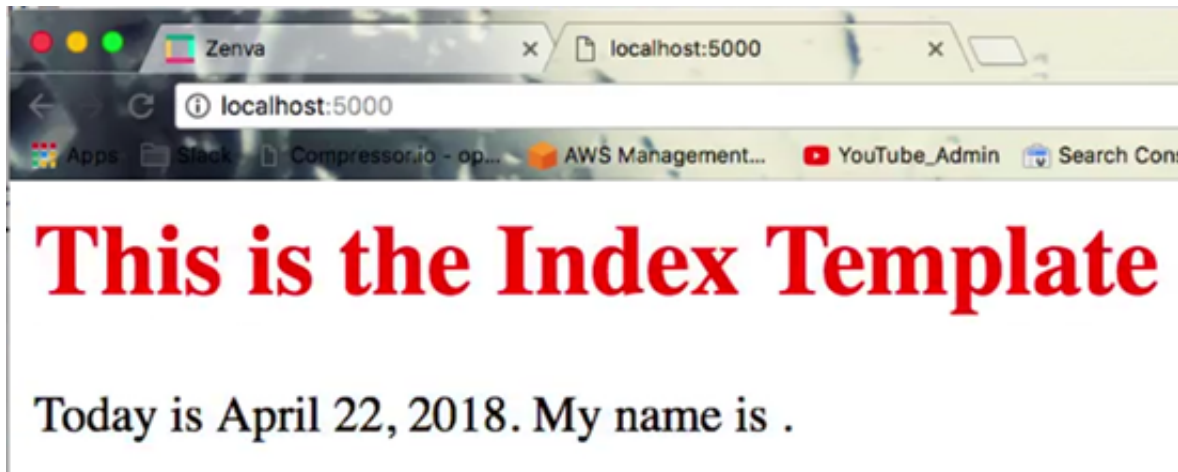 Zenva
localhost:5000
localhost:5000
Apps Slack Compressor.io - op... AWS Management... YouTube_Admin Search Cons
This is the Index Template
Today is April 22, 2018. My name is .